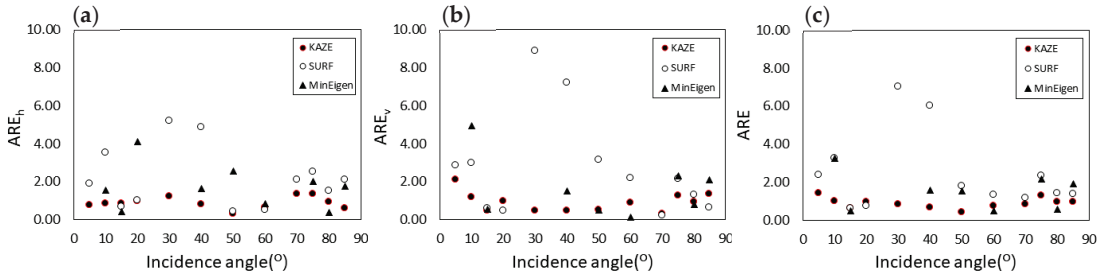 (a)
10.00
8.00
6.00
4.00
2.00
0.00
AREh
KAZE
SURF
MinEigen
0 10 20 30 40 50 60 70 80 90
Incidence angle(O)
(b)
10.00
8.00
6.00
4.00
2.00
0.00
AREv
KAZE
SURF
MinEigen
0 10 20 30 40 50 60 70 80 90
Incidence angle(O)
(c)
10.00
8.00
6.00
4.00
2.00
0.00
ARE
KAZE
SURF
MinEigen
0 10 20 30 40 50 60 70 80 90
Incidence angle(O)